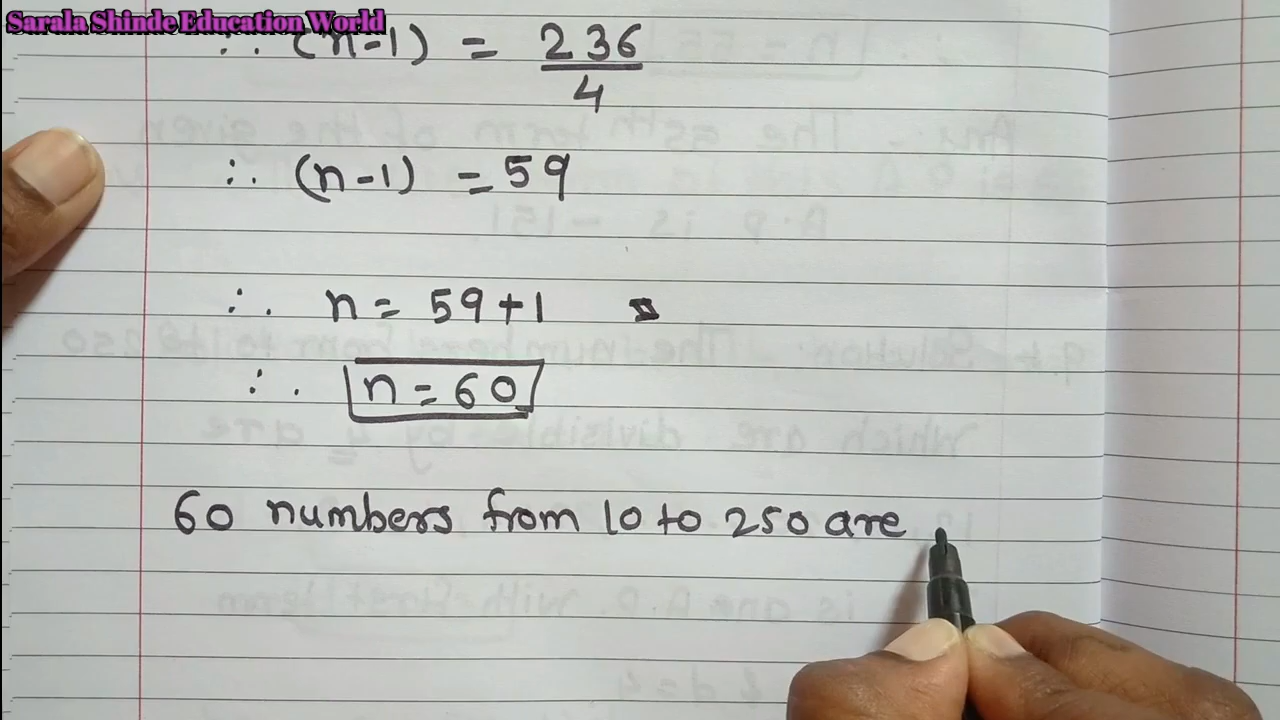 Sarala Shinde Education World
∴ (n-1) = 236/4
∴ (n-1) = 59
∴ n = 59+1
∴ n = 60
60 numbers from 10 to 250 are